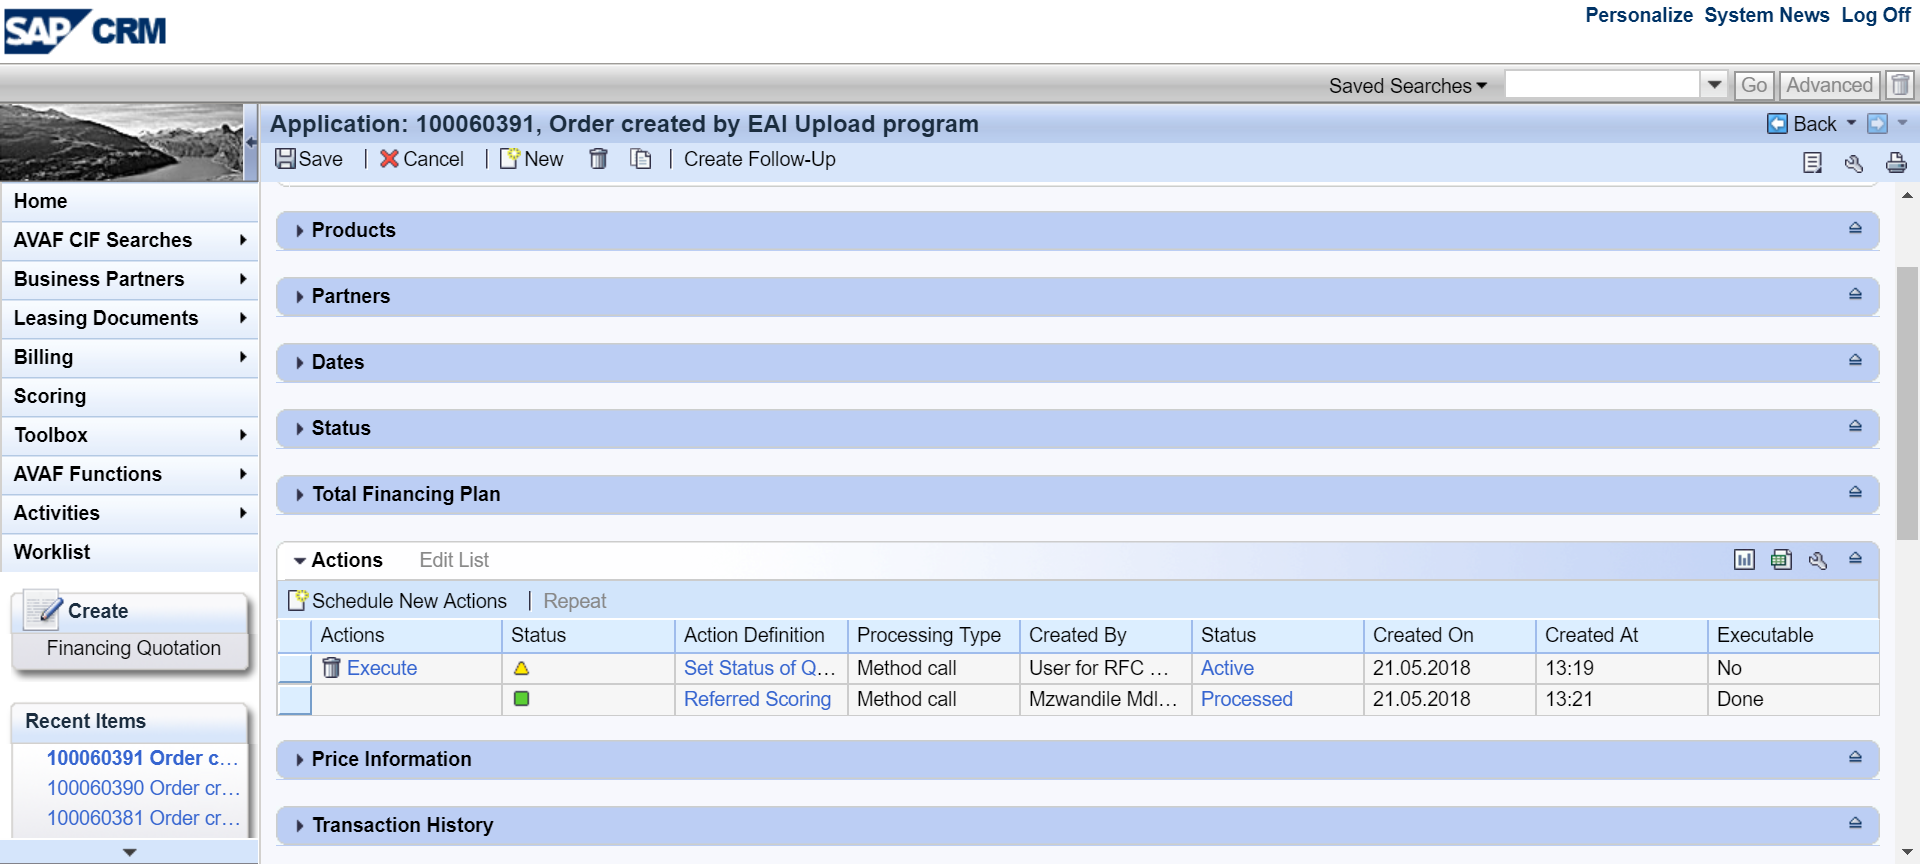 SAP CRM
Personalize System News Log Off
Saved Searches Go Advanced
Application: 100060391, Order created by EAI Upload program
Back
Save | Cancel | New | Create Follow-Up
Home
AVAF CIF Searches
Business Partners
Leasing Documents
Billing
Scoring
Toolbox
AVAF Functions
Activities
Worklist
Create
Financing Quotation
Recent Items
100060391 Order c...
100060390 Order cr...
100060381 Order cr...
Products
Partners
Dates
Status
Total Financing Plan
Actions Edit List
Schedule New Actions | Repeat
Actions Status Action Definition Processing Type Created By Status Created On Created At Executable
Execute Set Status of Q... Method call User for RFC ... Active 21.05.2018 13:19 No
Referred Scoring Method call Mzwandile Mdl... Processed 21.05.2018 13:21 Done
Price Information
Transaction History